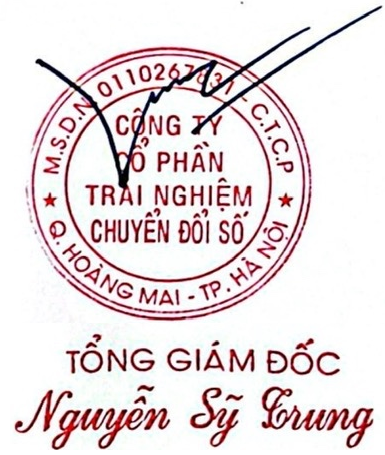 M.S.D.N: 0110267831 - C.T.C.P
CÔNG TY
CỔ PHẦN
TRẢI NGHIỆM
CHUYỂN ĐỔI SỐ
Q. HOÀNG MAI - TP. HÀ NỘI
TỔNG GIÁM ĐỐC
Nguyễn Sỹ Trung